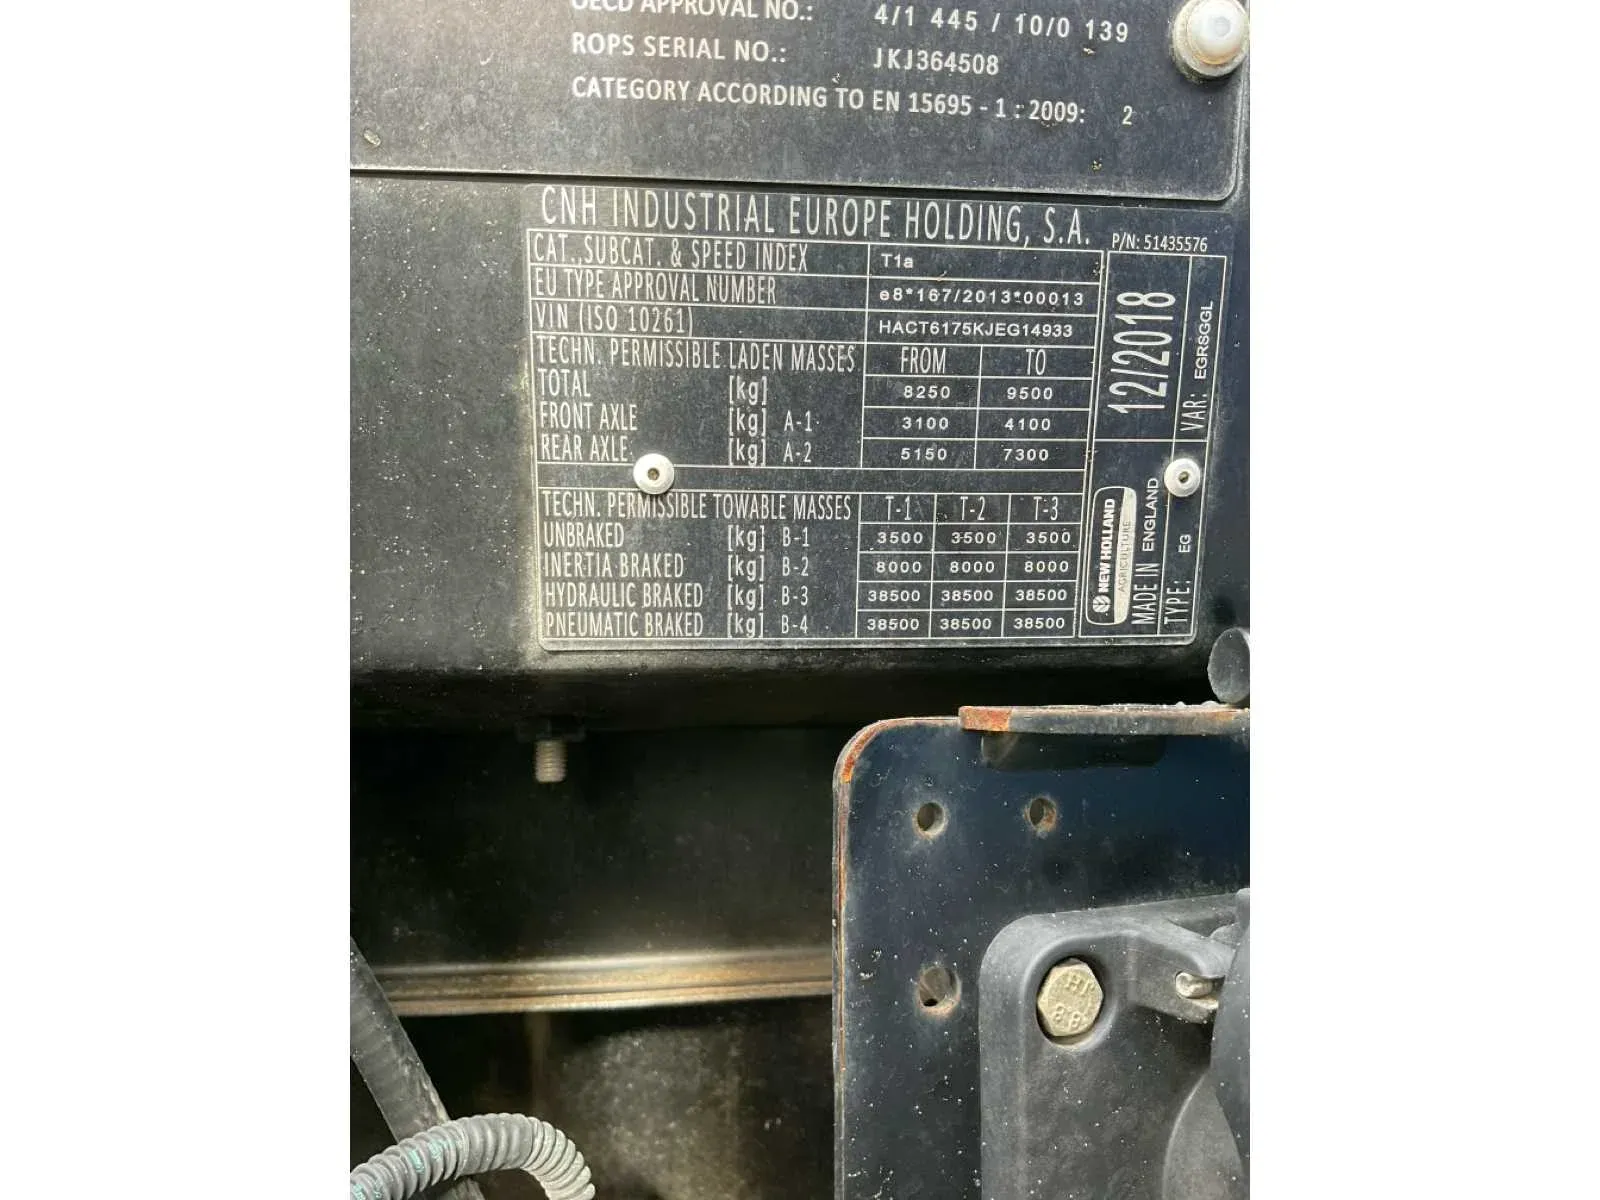 OECD APPROVAL NO.: 4/1 445 / 10/0 139
ROPS SERIAL NO.: JKJ364508
CATEGORY ACCORDING TO EN 15695 - 1 : 2009: 2
CNH INDUSTRIAL EUROPE HOLDING, S.A. P/N: 51435576
CAT.,SUBCAT. & SPEED INDEX T1a
EU TYPE APPROVAL NUMBER e8*167/2013*00013
VIN (ISO 10261) HACT6175KJEG14933
TECHN. PERMISSIBLE LADEN MASSES FROM TO
TOTAL [kg] 8250 9500
FRONT AXLE [kg] A-1 3100 4100
REAR AXLE [kg] A-2 5150 7300
TECHN. PERMISSIBLE TOWABLE MASSES T-1 T-2 T-3
UNBRAKED [kg] B-1 3500 3500 3500
INERTIA BRAKED [kg] B-2 8000 8000 8000
HYDRAULIC BRAKED [kg] B-3 38500 38500 38500
PNEUMATIC BRAKED [kg] B-4 38500 38500 38500
12/2018
VAR: EGRSGGL
NEW HOLLAND
AGRICULTURE
MADE IN ENGLAND
TYPE: EG
8.8